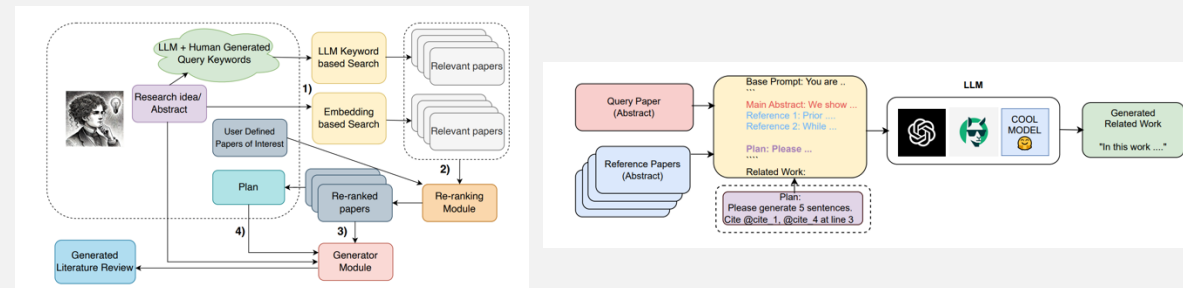 LLM + Human Generated
Query Keywords
LLM Keyword
based Search
Relevant papers
Research idea/
Abstract
1)
Embedding
based Search
Relevant papers
User Defined
Papers of Interest
2)
Plan
Re-ranked
papers
Re-ranking
Module
4)
3)
Generated
Literature Review
Generator
Module
Query Paper
(Abstract)
Reference Papers
(Abstract)
Base Prompt: You are ..
...
Main Abstract: We show ...
Reference 1: Prior ....
Reference 2: While ...
Plan: Please ...
....
Related Work:
Plan:
Please generate 5 sentences.
Cite @cite_1, @cite_4 at line 3
LLM
COOL
MODEL
Generated
Related Work
"In this work ...."